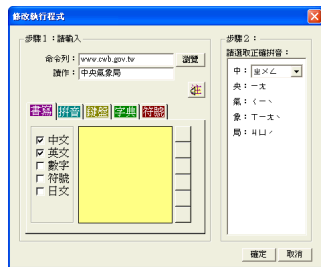 修改執行程式
步驟1：請輸入
命令列：www.cwb.gov.tw 瀏覽
讀作：中央氣象局
書籤 拼音 鍵盤 字典 符號
中文
英文
數字
符號
日文
步驟2：
請選取正確拼音：
中：ㄓㄨㄥ
央：ㄧㄤ
氣：ㄑㄧˋ
象：ㄒㄧㄤˋ
局：ㄐㄩˊ
確定 取消